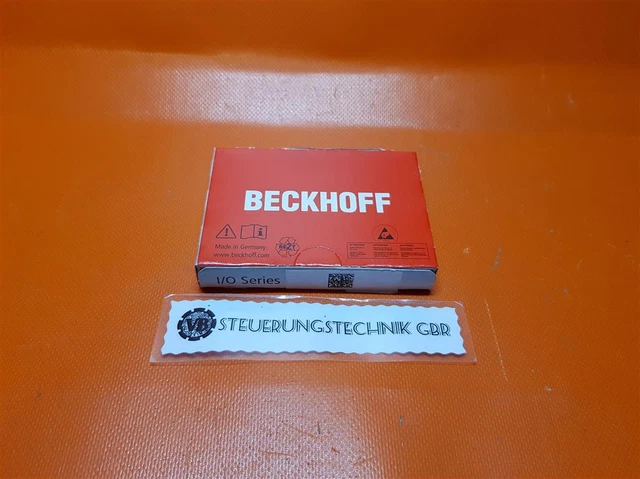 BECKHOFF
Made in Germany
www.beckhoff.com
I/O Series
VB STEUERUNGSTECHNIK GBR